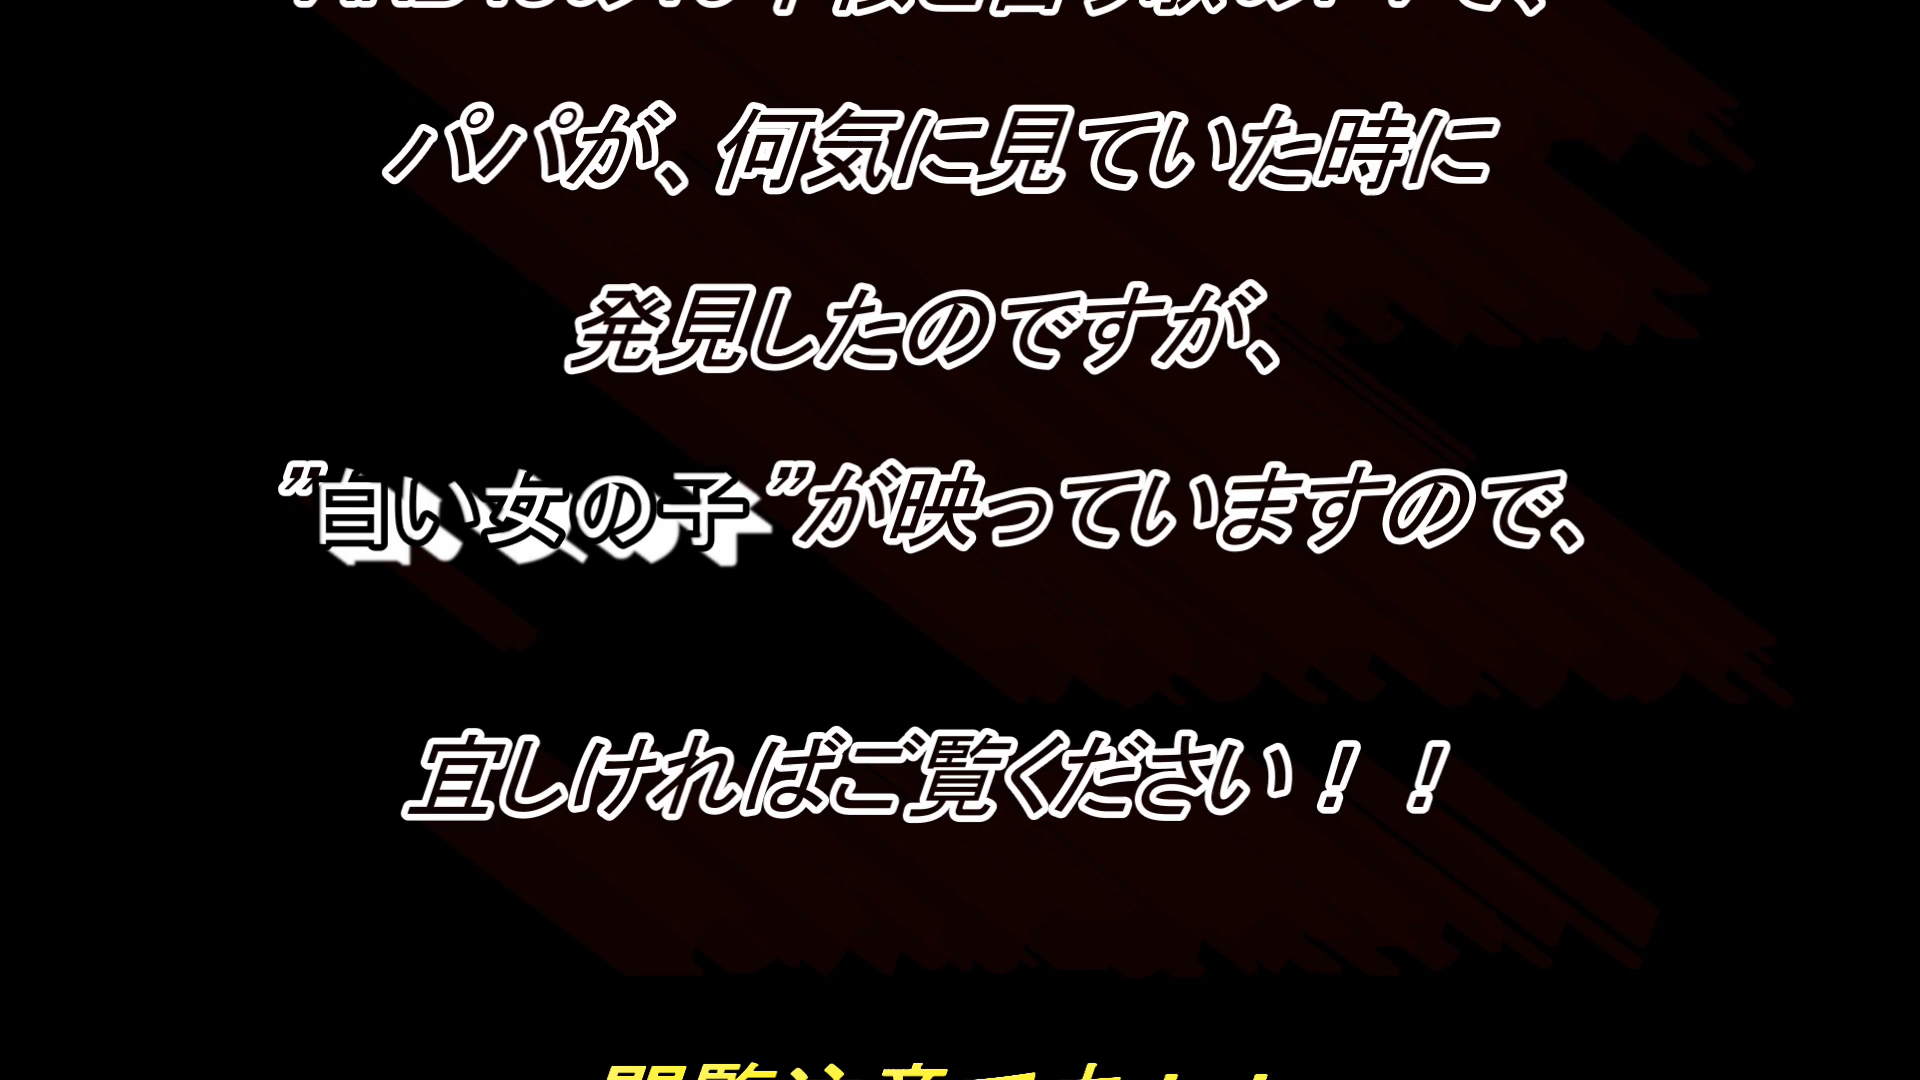 パパが、何気に見ていた時に
発見したのですが、
”白い女の子”が映っていますので、
宜しければご覧ください！！